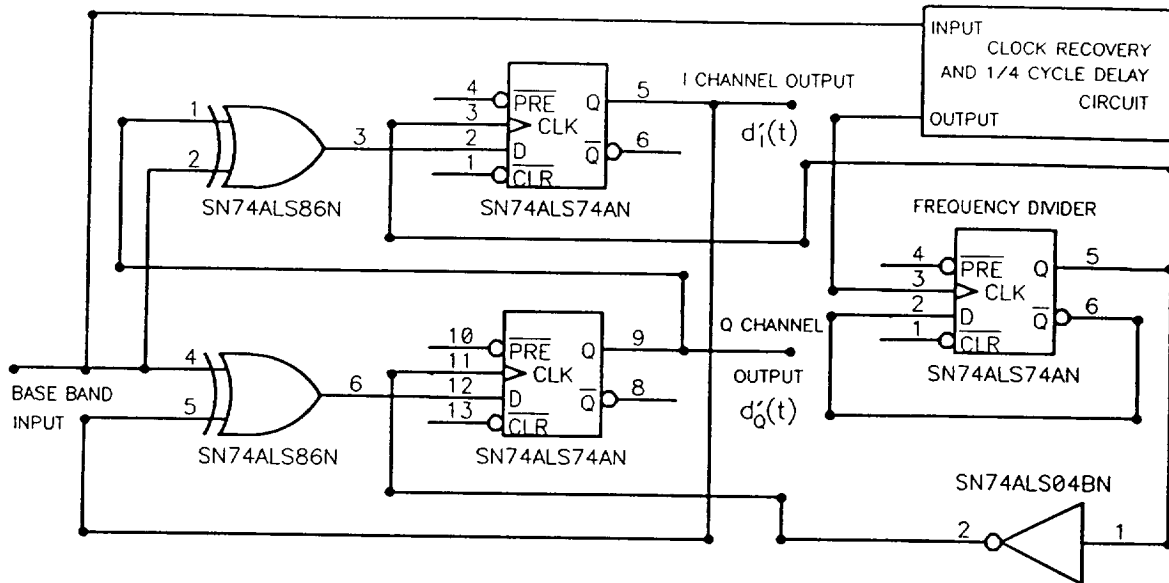 INPUT
CLOCK RECOVERY
AND 1/4 CYCLE DELAY
CIRCUIT
OUTPUT
I CHANNEL OUTPUT
d´I(t)
4
3
2
1
PRE
CLK
D
CLR
Q
Q
5
6
SN74ALS74AN
1
2
3
SN74ALS86N
FREQUENCY DIVIDER
4
3
2
1
PRE
CLK
D
CLR
Q
Q
5
6
SN74ALS74AN
10
11
12
13
PRE
CLK
D
CLR
Q
Q
9
8
SN74ALS74AN
Q CHANNEL
OUTPUT
d´Q(t)
BASE BAND
INPUT
4
5
6
SN74ALS86N
SN74ALS04BN
2
1